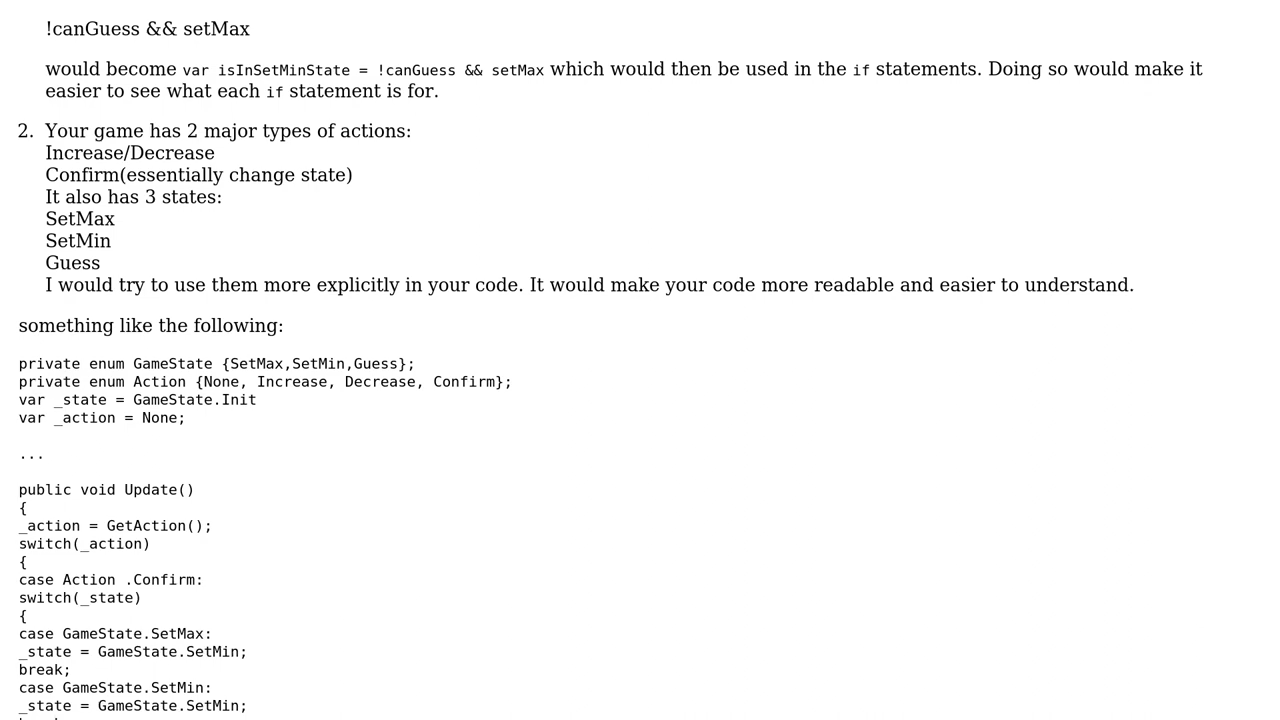 !canGuess && setMax
would become var isInSetMinState = !canGuess && setMax which would then be used in the if statements. Doing so would make it
easier to see what each if statement is for.
2. Your game has 2 major types of actions:
Increase/Decrease
Confirm(essentially change state)
It also has 3 states:
SetMax
SetMin
Guess
I would try to use them more explicitly in your code. It would make your code more readable and easier to understand.
something like the following:
private enum GameState {SetMax,SetMin,Guess};
private enum Action {None, Increase, Decrease, Confirm};
var _state = GameState.Init
var _action = None;
...
public void Update()
{
_action = GetAction();
switch(_action)
{
case Action .Confirm:
switch(_state)
{
case GameState.SetMax:
_state = GameState.SetMin;
break;
case GameState.SetMin:
_state = GameState.SetMin;